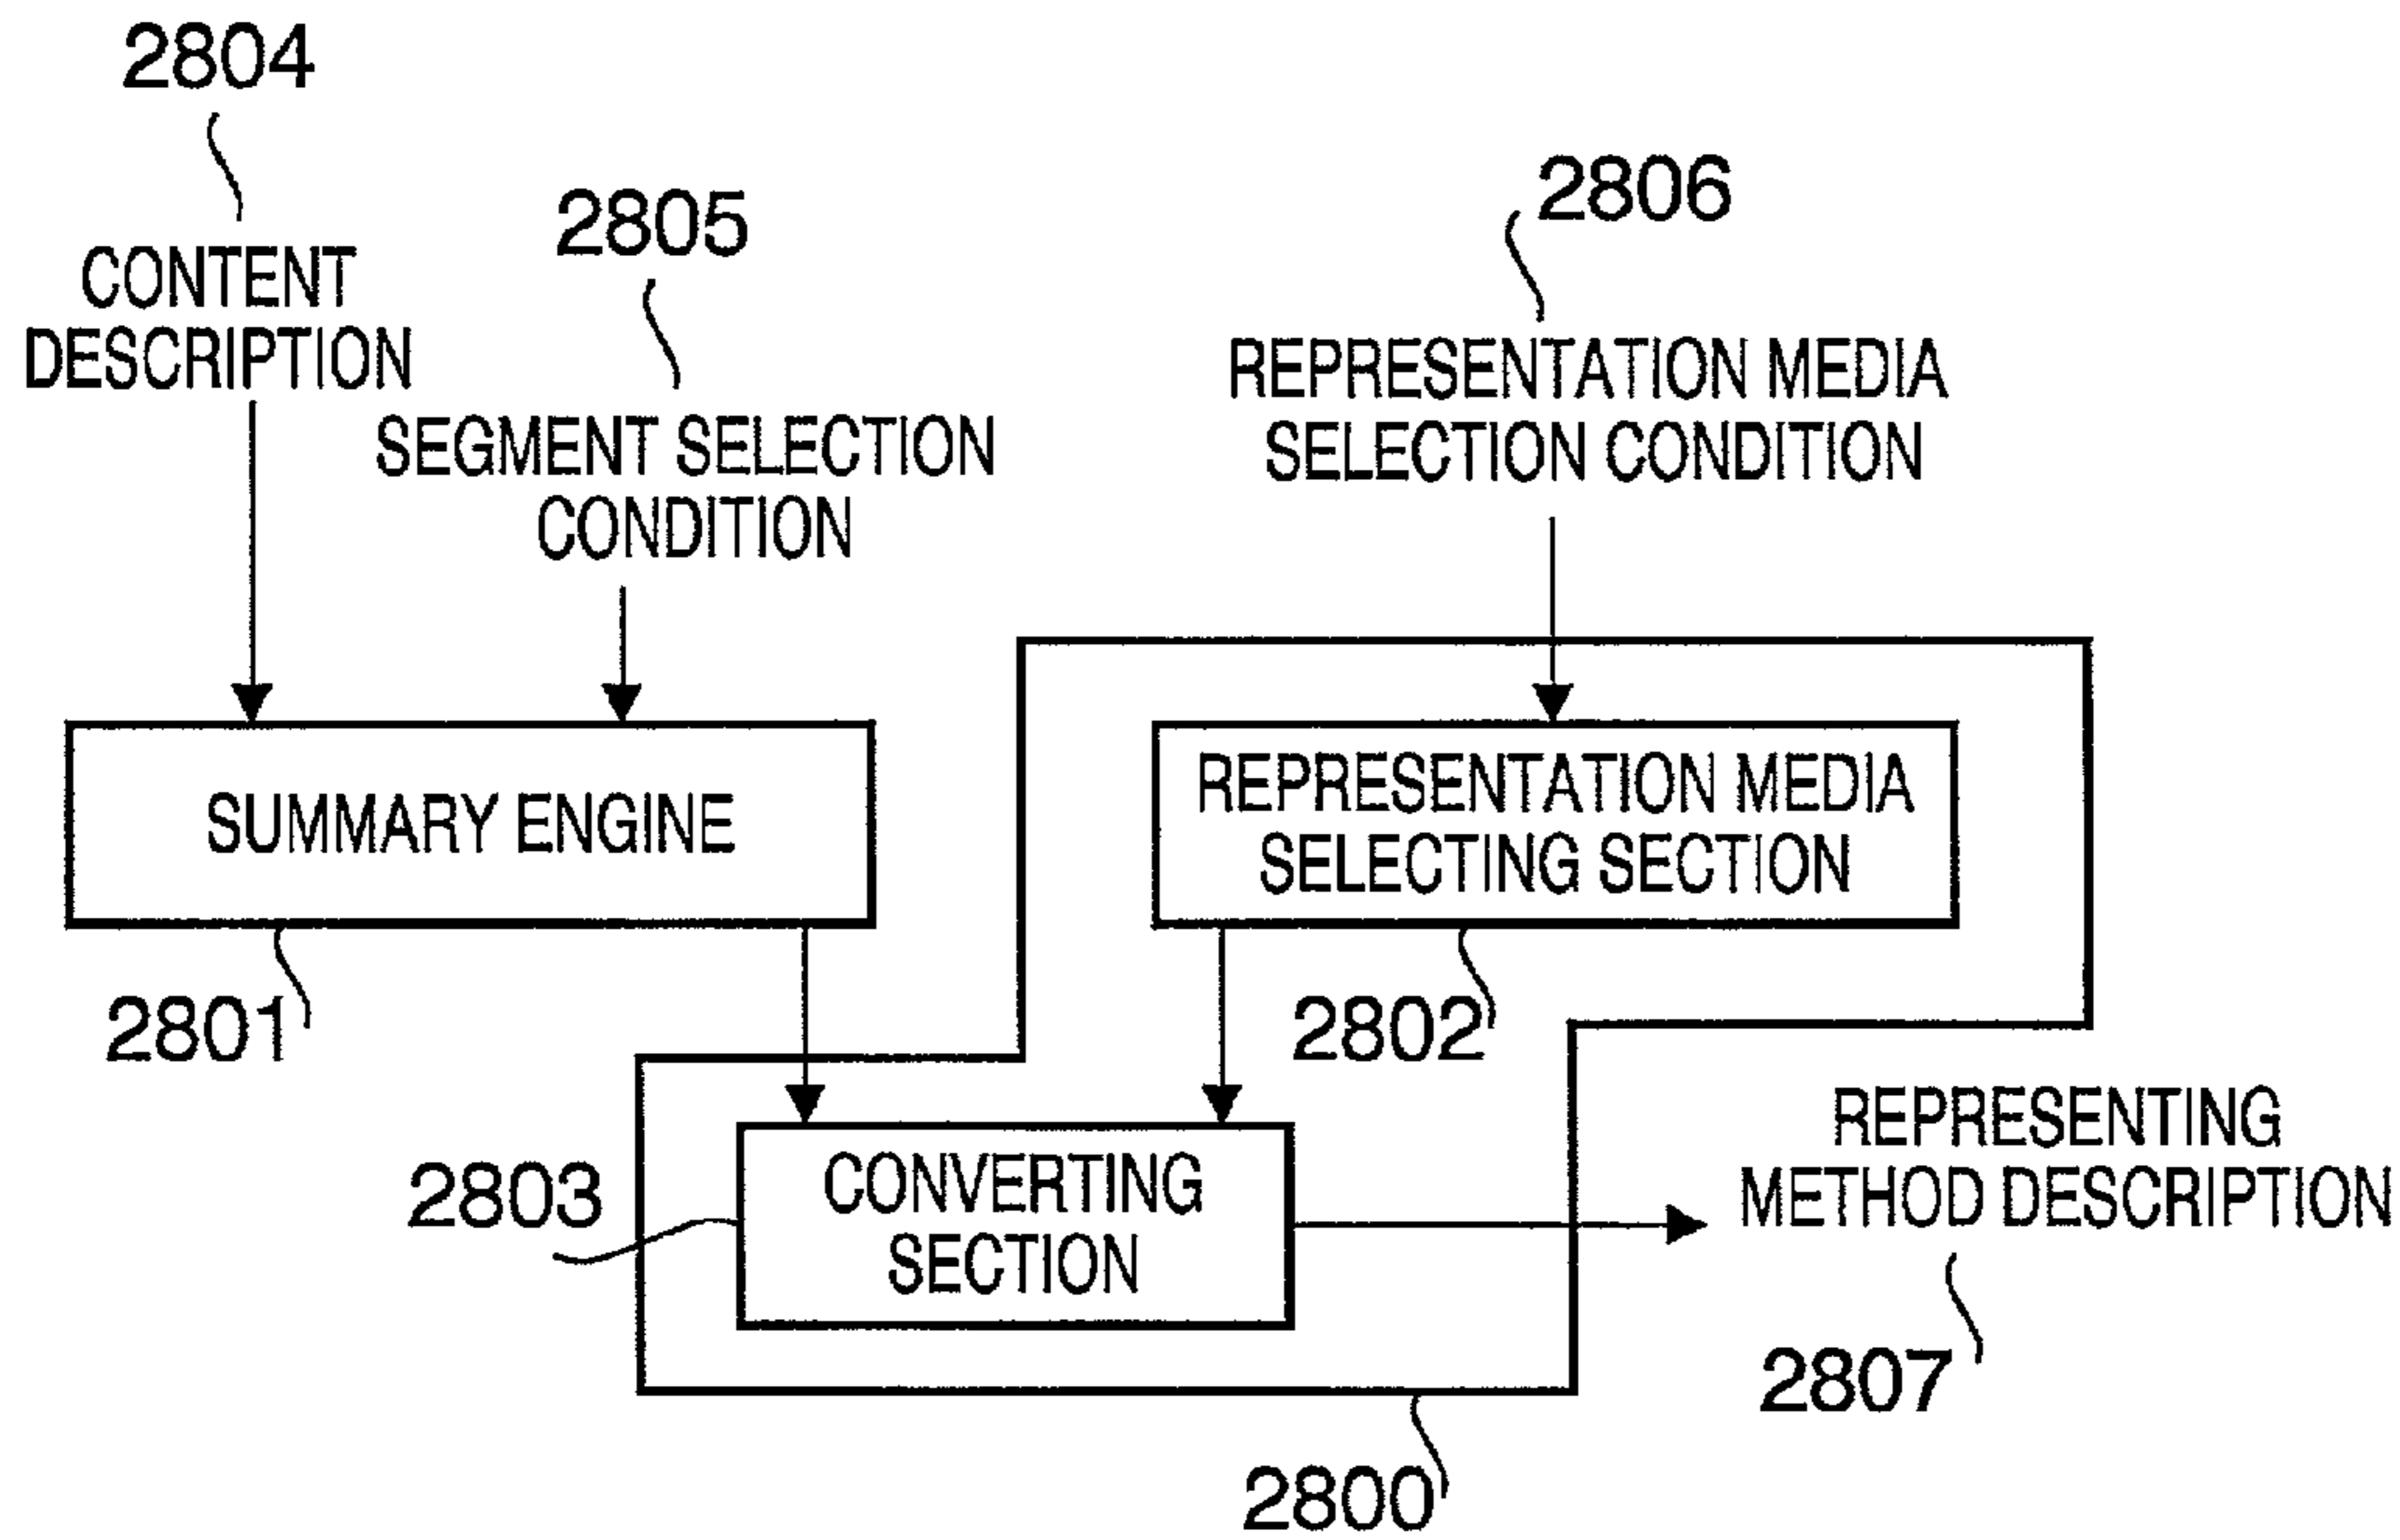 2804
CONTENT
DESCRIPTION
2805
SEGMENT SELECTION
CONDITION
2806
REPRESENTATION MEDIA
SELECTION CONDITION
SUMMARY ENGINE
2801
REPRESENTATION MEDIA
SELECTING SECTION
2802
2803
CONVERTING
SECTION
REPRESENTING
METHOD DESCRIPTION
2807
2800